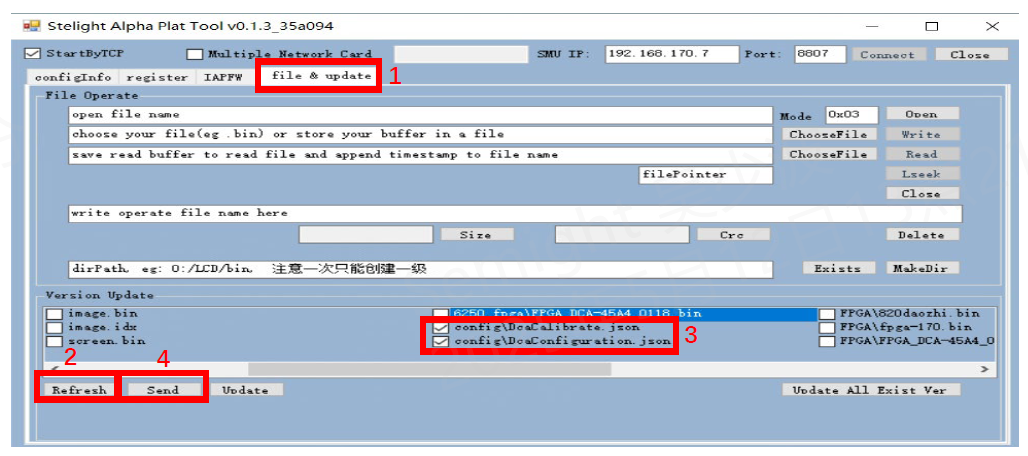 Stelight Alpha Plat Tool v0.1.3_35a094
StartByTCP Multiple Network Card SMU IP: 192.168.170.7 Port: 8807 Connect Close
configInfo register IAPFW file & update 1
File Operate
open file name Mode 0x03 Open
choose your file(eg .bin) or store your buffer in a file ChooseFile Write
save read buffer to read file and append timestamp to file name ChooseFile Read
filePointer Lseek
Close
write operate file name here
Size Crc Delete
dirPath, eg: 0:/LCD/bin, 注意一次只能创建一级 Exists MakeDir
Version Update
image.bin 6250_fpga\FPGA_DCA-45A4_0118.bin FPGA\820daozhi.bin
image.idx config\DcaCalibrate.json FPGA\fpga-170.bin
screen.bin config\DcaConfiguration.json 3 FPGA\FPGA_DCA-45A4_0
2 4
Refresh Send Update Update All Exist Ver